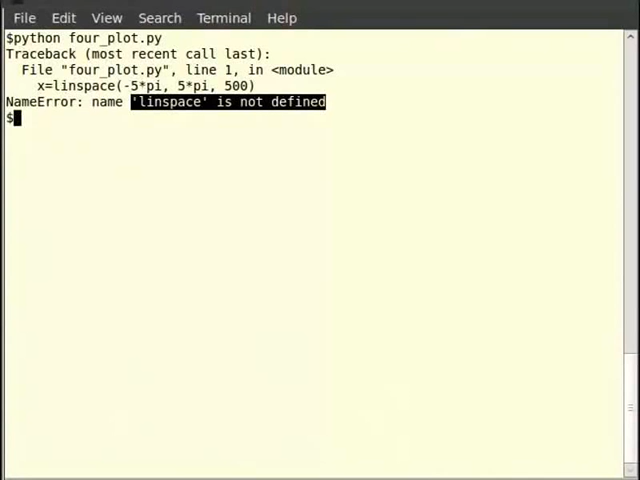 File Edit View Search Terminal Help
$python four_plot.py
Traceback (most recent call last):
  File "four_plot.py", line 1, in <module>
    x=linspace(-5*pi, 5*pi, 500)
NameError: name 'linspace' is not defined
$